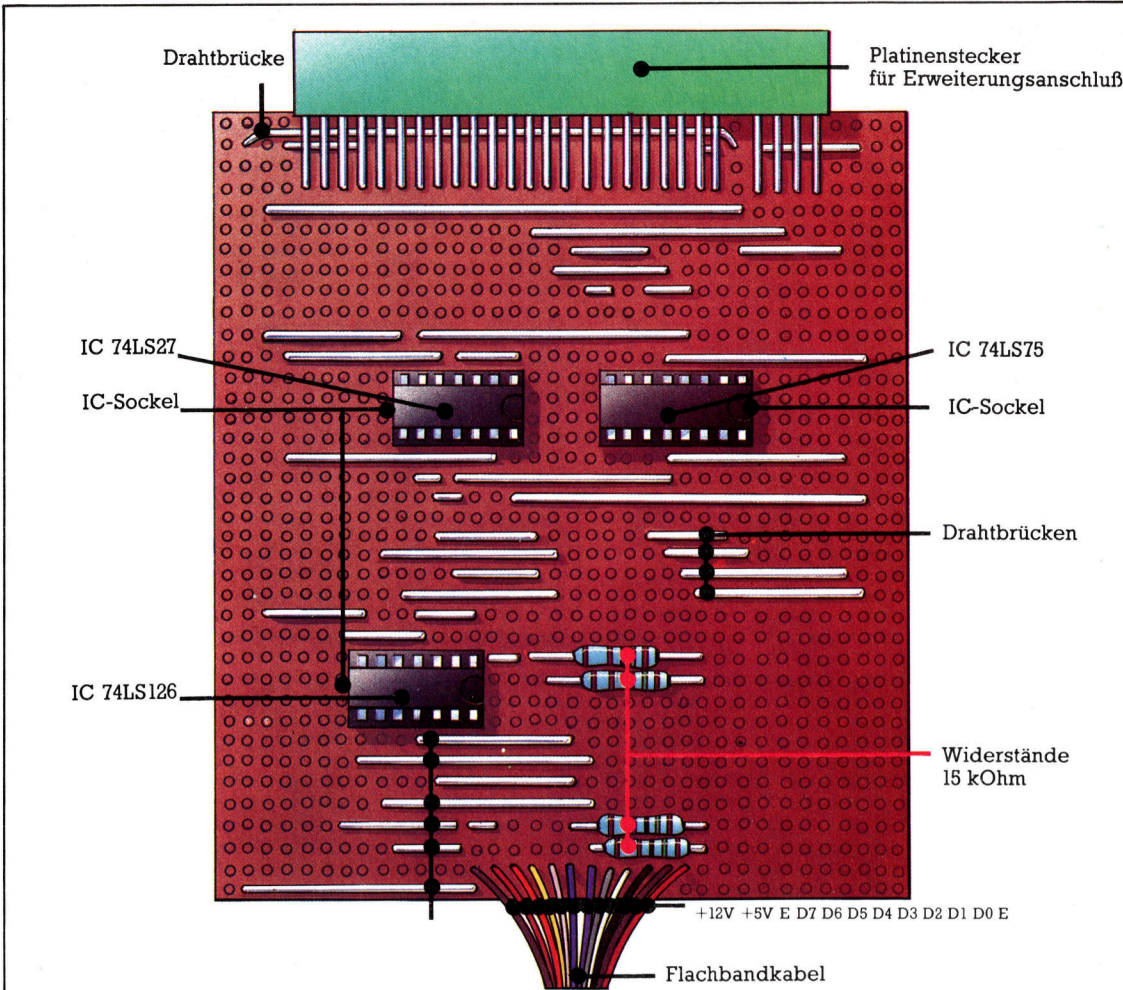 Drahtbrücke
Platinenstecker
für Erweiterungsanschluß
IC 74LS27
IC 74LS75
IC-Sockel
IC-Sockel
Drahtbrücken
IC 74LS126
Widerstände
15 kOhm
+12V +5V E D7 D6 D5 D4 D3 D2 D1 D0 E
Flachbandkabel